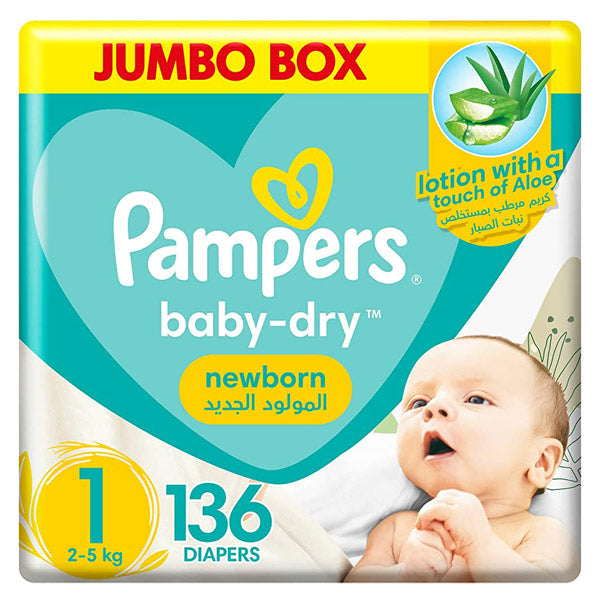 JUMBO BOX
lotion with a
touch of Aloe
كريم مرطب بمستخلص
نبات الصبار
Pampers®
baby-dry™
newborn
المولود الجديد
1
2-5 kg
136
DIAPERS